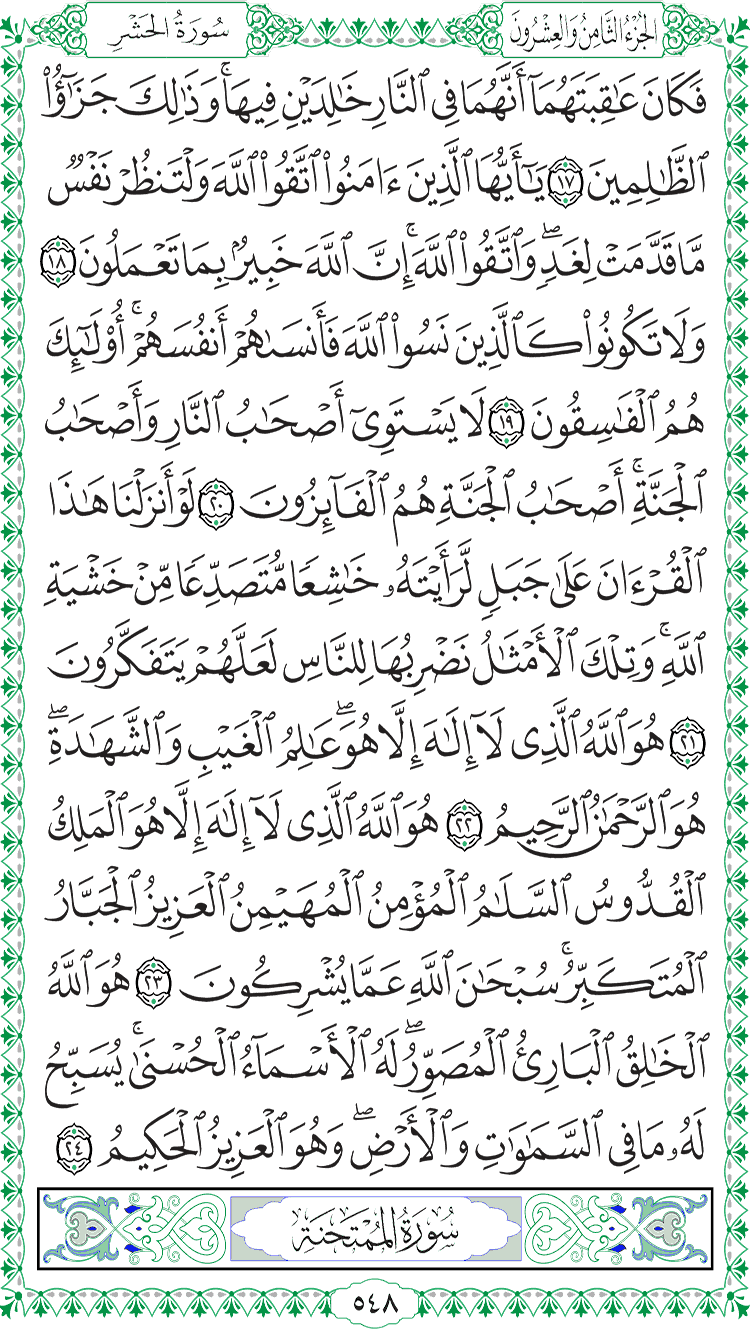 الجُزْءُ الثَّامِنُ وَالعِشْرُونَ
سُورَةُ الحَشْرِ
فَكَانَ عَٰقِبَتَهُمَآ أَنَّهُمَا فِى ٱلنَّارِ خَٰلِدَيْنِ فِيهَا ۚ وَذَٰلِكَ جَزَٰٓؤُا۟
ٱلظَّٰلِمِينَ ١٧ يَٰٓأَيُّهَا ٱلَّذِينَ ءَامَنُوا۟ ٱتَّقُوا۟ ٱللَّهَ وَلْتَنظُرْ نَفْسٌ
مَّا قَدَّمَتْ لِغَدٍ ۖ وَٱتَّقُوا۟ ٱللَّهَ ۚ إِنَّ ٱللَّهَ خَبِيرٌۢ بِمَا تَعْمَلُونَ ١٨
وَلَا تَكُونُوا۟ كَٱلَّذِينَ نَسُوا۟ ٱللَّهَ فَأَنسَىٰهُمْ أَنفُسَهُمْ ۚ أُو۟لَٰٓئِكَ
هُمُ ٱلْفَٰسِقُونَ ١٩ لَا يَسْتَوِىٓ أَصْحَٰبُ ٱلنَّارِ وَأَصْحَٰبُ
ٱلْجَنَّةِ ۚ أَصْحَٰبُ ٱلْجَنَّةِ هُمُ ٱلْفَآئِزُونَ ٢٠ لَوْ أَنزَلْنَا هَٰذَا
ٱلْقُرْءَانَ عَلَىٰ جَبَلٍ لَّرَأَيْتَهُۥ خَٰشِعًا مُّتَصَدِّعًا مِّنْ خَشْيَةِ
ٱللَّهِ ۚ وَتِلْكَ ٱلْأَمْثَٰلُ نَضْرِبُهَا لِلنَّاسِ لَعَلَّهُمْ يَتَفَكَّرُونَ
٢١ هُوَ ٱللَّهُ ٱلَّذِى لَآ إِلَٰهَ إِلَّا هُوَ ۖ عَٰلِمُ ٱلْغَيْبِ وَٱلشَّهَٰدَةِ ۖ
هُوَ ٱلرَّحْمَٰنُ ٱلرَّحِيمُ ٢٢ هُوَ ٱللَّهُ ٱلَّذِى لَآ إِلَٰهَ إِلَّا هُوَ ٱلْمَلِكُ
ٱلْقُدُّوسُ ٱلسَّلَٰمُ ٱلْمُؤْمِنُ ٱلْمُهَيْمِنُ ٱلْعَزِيزُ ٱلْجَبَّارُ
ٱلْمُتَكَبِّرُ ۚ سُبْحَٰنَ ٱللَّهِ عَمَّا يُشْرِكُونَ ٢٣ هُوَ ٱللَّهُ
ٱلْخَٰلِقُ ٱلْبَارِئُ ٱلْمُصَوِّرُ ۖ لَهُ ٱلْأَسْمَآءُ ٱلْحُسْنَىٰ ۚ يُسَبِّحُ
لَهُۥ مَا فِى ٱلسَّمَٰوَٰتِ وَٱلْأَرْضِ ۖ وَهُوَ ٱلْعَزِيزُ ٱلْحَكِيمُ ٢٤
سُورَةُ المُمْتَحنَةِ
٥٤٨